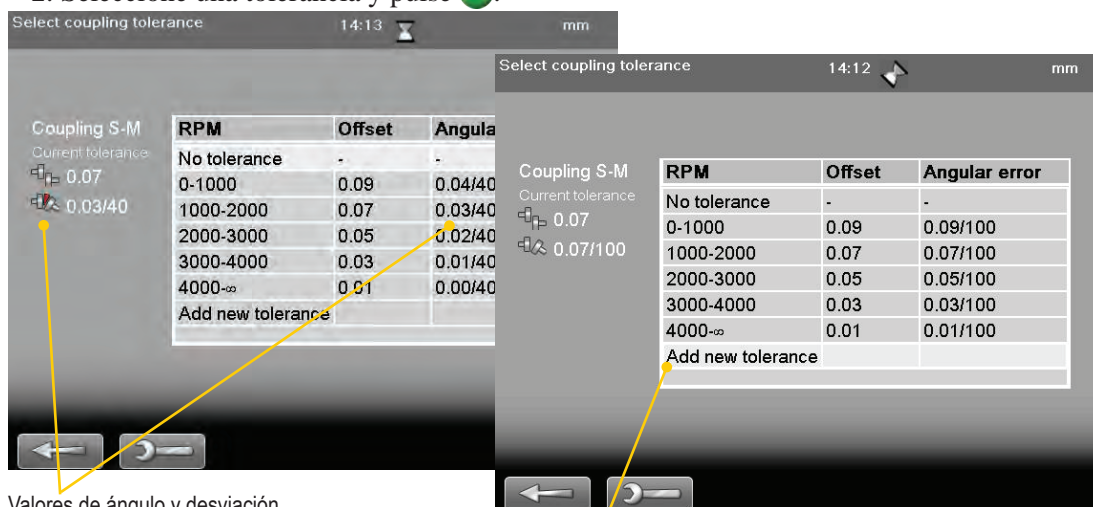 2. Seleccione una tolerancia y pulse .
Select coupling tolerance 14:13 mm
Coupling S-M
Current tolerance
0.07
0.03/40
RPM Offset Angula
No tolerance - -
0-1000 0.09 0.04/40
1000-2000 0.07 0.03/40
2000-3000 0.05 0.02/40
3000-4000 0.03 0.01/40
4000-∞ 0.01 0.00/40
Add new tolerance
Valores de ángulo y desviación
Select coupling tolerance 14:12 mm
Coupling S-M
Current tolerance
0.07
0.07/100
RPM Offset Angular error
No tolerance - -
0-1000 0.09 0.09/100
1000-2000 0.07 0.07/100
2000-3000 0.05 0.05/100
3000-4000 0.03 0.03/100
4000-∞ 0.01 0.01/100
Add new tolerance